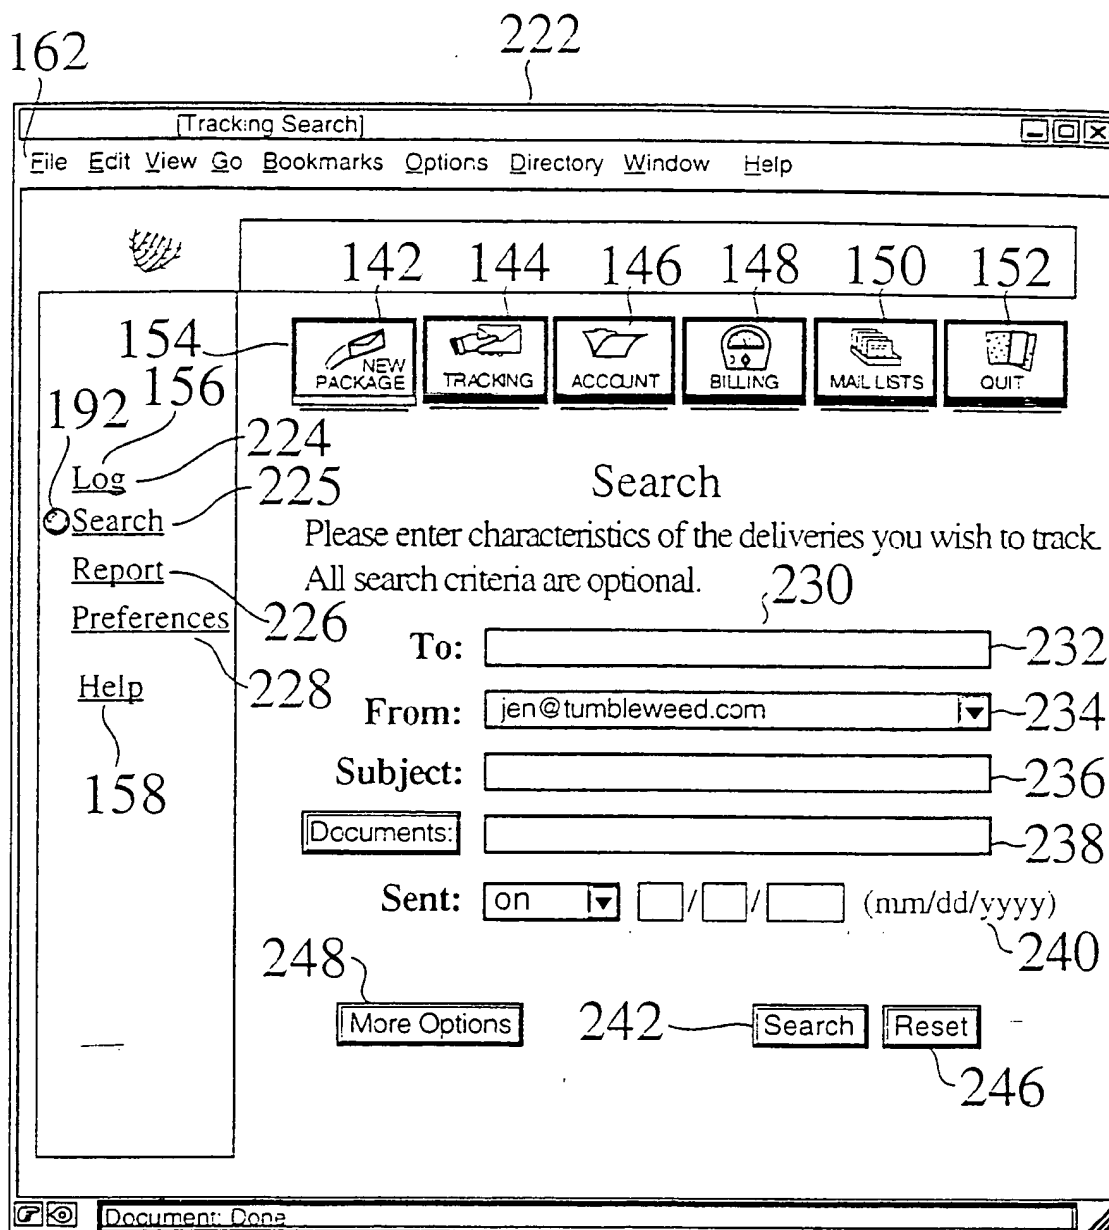 222
162
[Tracking Search]
File Edit View Go Bookmarks Options Directory Window Help
142 144 146 148 150 152
154
NEW PACKAGE
TRACKING
ACCOUNT
BILLING
MAIL LISTS
QUIT
192 156
Log
224
Search
225
Report
226
Preferences
228
Help
158
Search
Please enter characteristics of the deliveries you wish to track.
All search criteria are optional.
230
To:
232
From: jen@tumbleweed.com
234
Subject:
236
Documents:
238
Sent: on / / (mm/dd/yyyy)
240
248
More Options
242
Search
Reset
246
Document: Done